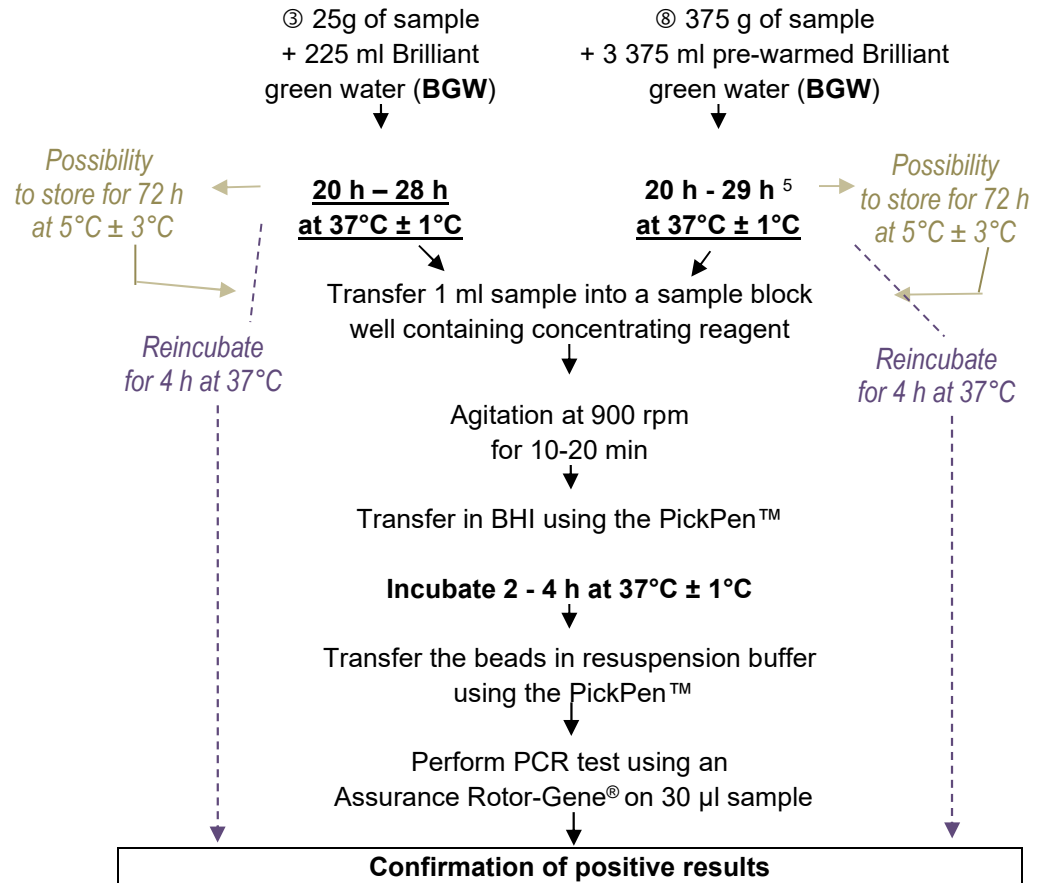 ③ 25g of sample
+ 225 ml Brilliant
green water (BGW)
⑧ 375 g of sample
+ 3 375 ml pre-warmed Brilliant
green water (BGW)
Possibility
to store for 72 h
at 5°C ± 3°C
20 h – 28 h
at 37°C ± 1°C
20 h - 29 h 5
at 37°C ± 1°C
Possibility
to store for 72 h
at 5°C ± 3°C
Transfer 1 ml sample into a sample block
well containing concentrating reagent
Reincubate
for 4 h at 37°C
Reincubate
for 4 h at 37°C
Agitation at 900 rpm
for 10-20 min
Transfer in BHI using the PickPen™
Incubate 2 - 4 h at 37°C ± 1°C
Transfer the beads in resuspension buffer
using the PickPen™
Perform PCR test using an
Assurance Rotor-Gene® on 30 µl sample
Confirmation of positive results